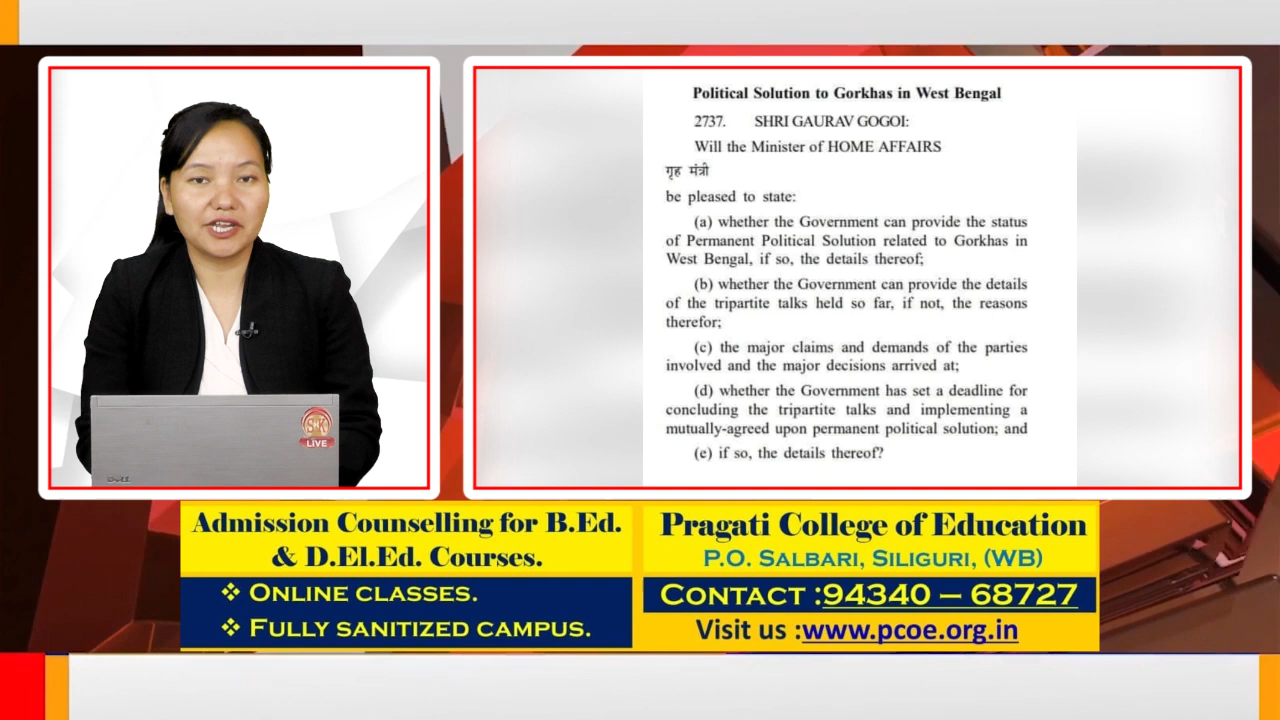 Political Solution to Gorkhas in West Bengal
2737. SHRI GAURAV GOGOI:
Will the Minister of HOME AFFAIRS
गृह मंत्री
be pleased to state:
(a) whether the Government can provide the status
of Permanent Political Solution related to Gorkhas in
West Bengal, if so, the details thereof;
(b) whether the Government can provide the details
of the tripartite talks held so far, if not, the reasons
therefor;
(c) the major claims and demands of the parties
involved and the major decisions arrived at;
(d) whether the Government has set a deadline for
concluding the tripartite talks and implementing a
mutually-agreed upon permanent political solution; and
(e) if so, the details thereof?
LIVE
DELL
Admission Counselling for B.Ed.
& D.El.Ed. Courses.
❖ ONLINE CLASSES.
❖ FULLY SANITIZED CAMPUS.
Pragati College of Education
P.O. SALBARI, SILIGURI, (WB)
CONTACT :94340 – 68727
Visit us :www.pcoe.org.in